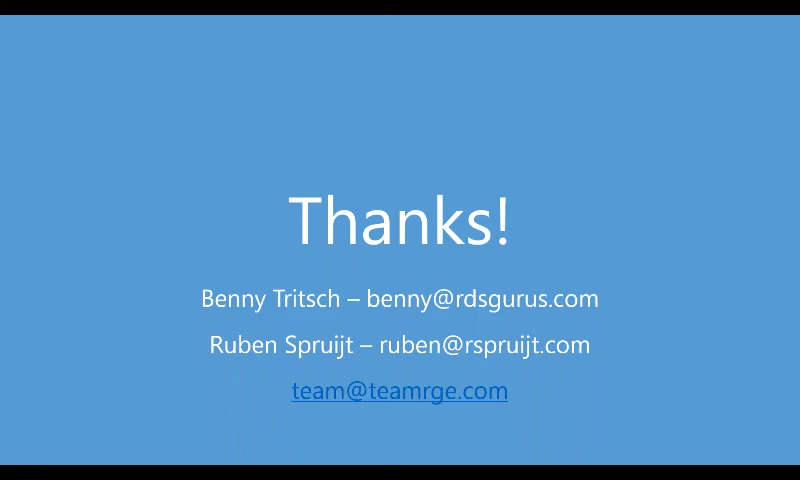 Thanks!
Benny Tritsch – benny@rdsgurus.com
Ruben Spruijt – ruben@rspruijt.com
team@teamrge.com